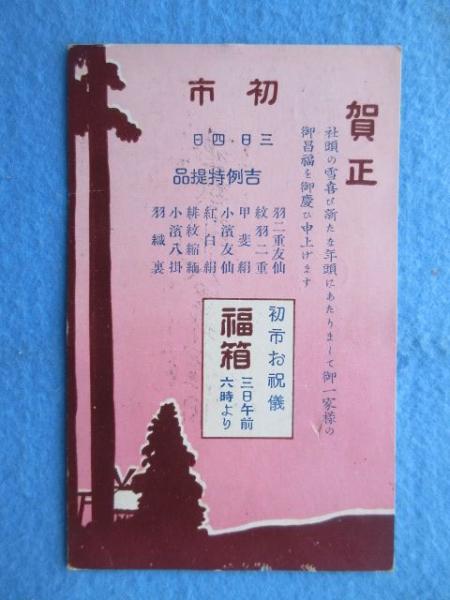 賀正
社頭の雪喜び新たな年頭にあたりまして御一家様の
御昌福を御慶び申上げます
初市
三日 四日
吉例特提品
羽二重友仙
紋羽二重
甲斐絹
小濱友仙
紅白絹
緋紋縮緬
小濱八掛
羽織裏
初市お祝儀
福箱
三日午前
六時より